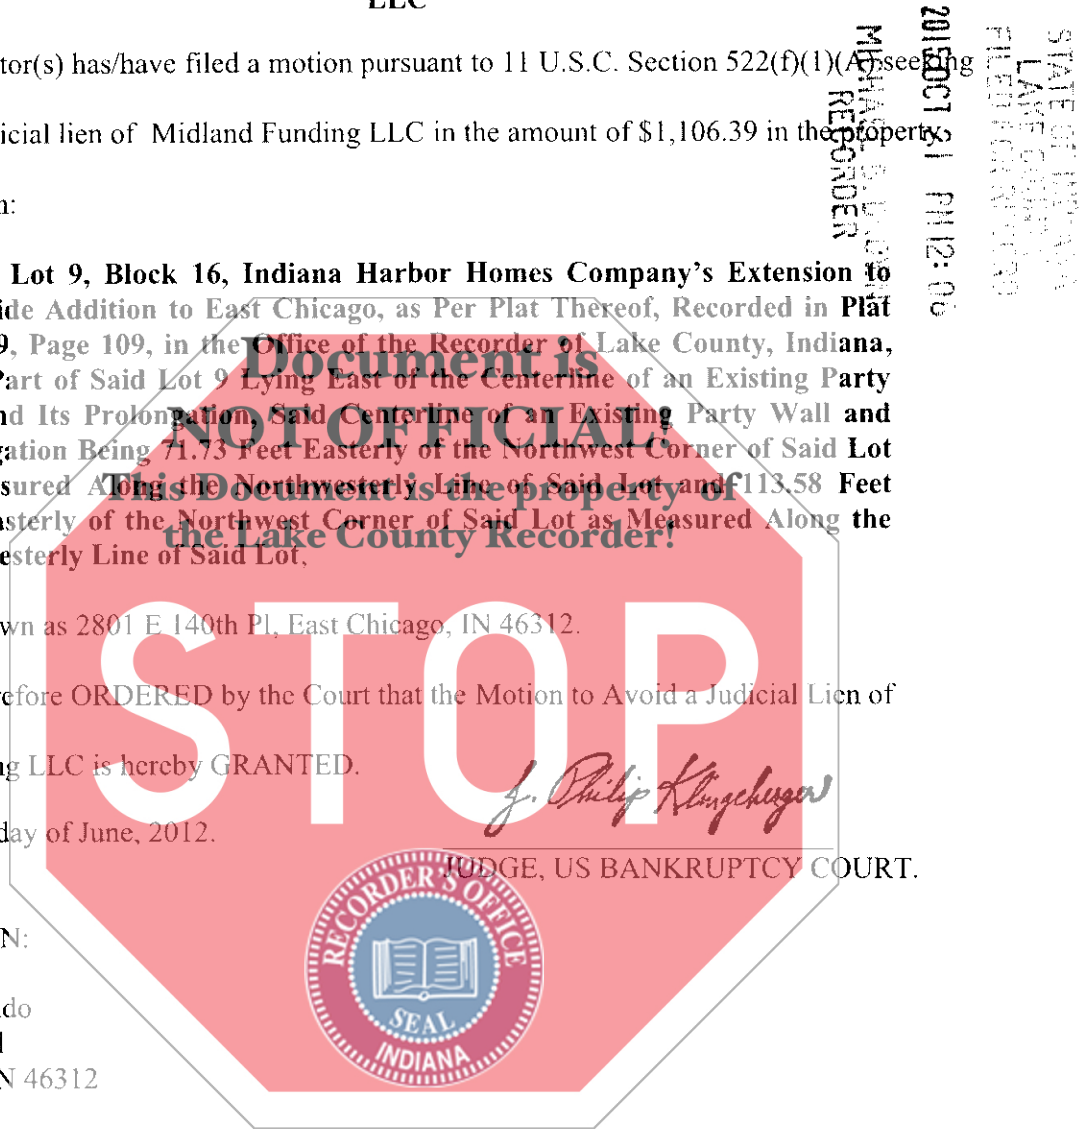 LLC
tor(s) has/have filed a motion pursuant to 11 U.S.C. Section 522(f)(1)(A) seeking
icial lien of Midland Funding LLC in the amount of $1,106.39 in the property
n:
Lot 9, Block 16, Indiana Harbor Homes Company's Extension to
ide Addition to East Chicago, as Per Plat Thereof, Recorded in Plat
9, Page 109, in the Office of the Recorder of Lake County, Indiana,
Part of Said Lot 9 Lying East of the Centerline of an Existing Party
nd Its Prolongation, Said Centerline of an Existing Party Wall and
gation Being 71.73 Feet Easterly of the Northwest Corner of Said Lot
sured Along the Northwesterly Line of Said Lot and 113.58 Feet
asterly of the Northwest Corner of Said Lot as Measured Along the
esterly Line of Said Lot,
wn as 2801 E 140th Pl, East Chicago, IN 46312.
refore ORDERED by the Court that the Motion to Avoid a Judicial Lien of
ng LLC is hereby GRANTED.
J. Philip Klingeberger
day of June, 2012.
JUDGE, US BANKRUPTCY COURT.
N:
do
l
N 46312
Document is
NOT OFFICIAL!
This Document is the property of
the Lake County Recorder!
STOP
RECORDER'S OFFICE
SEAL
INDIANA
STATE OF
LAKE
FILED FOR RECORD
OCT 21 PM 12:06
RECORDER